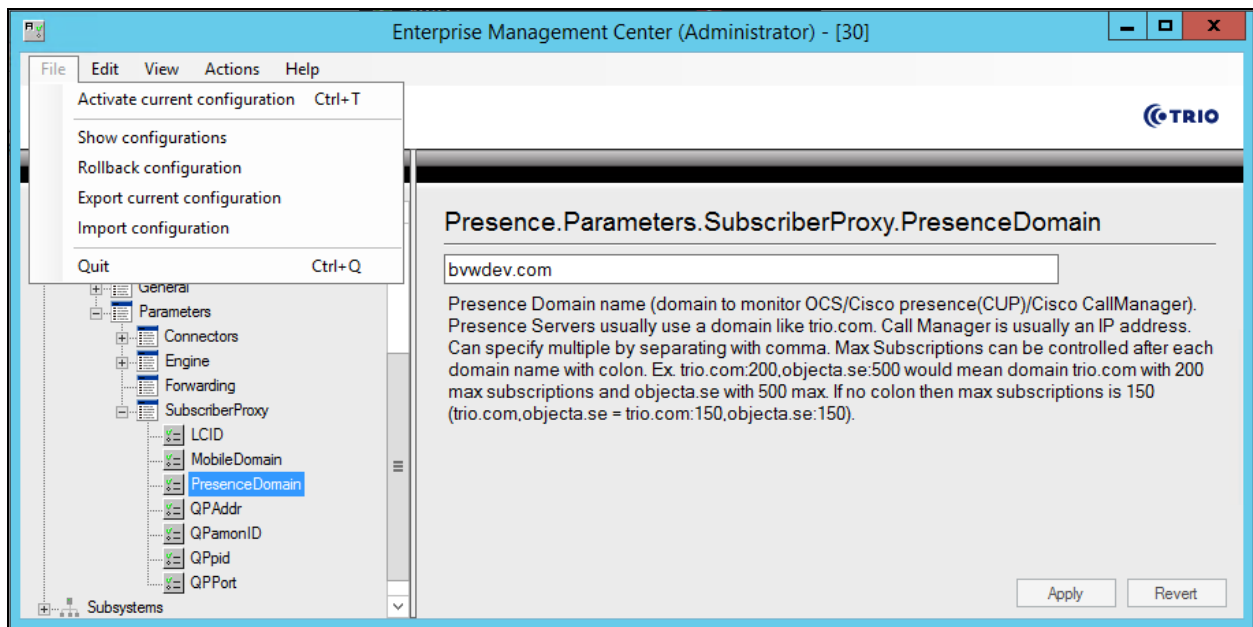 Enterprise Management Center (Administrator) - [30]
File Edit View Actions Help
Activate current configuration Ctrl+T
Show configurations
Rollback configuration
Export current configuration
Import configuration
Quit Ctrl+Q
TRIO
General
Parameters
Connectors
Engine
Forwarding
SubscriberProxy
LCID
MobileDomain
PresenceDomain
QPAddr
QPamonID
QPpid
QPPort
Subsystems
Presence.Parameters.SubscriberProxy.PresenceDomain
bvwdev.com
Presence Domain name (domain to monitor OCS/Cisco presence(CUP)/Cisco CallManager).
Presence Servers usually use a domain like trio.com. Call Manager is usually an IP address.
Can specify multiple by separating with comma. Max Subscriptions can be controlled after each
domain name with colon. Ex. trio.com:200,objecta.se:500 would mean domain trio.com with 200
max subscriptions and objecta.se with 500 max. If no colon then max subscriptions is 150
(trio.com,objecta.se = trio.com:150,objecta.se:150).
Apply Revert